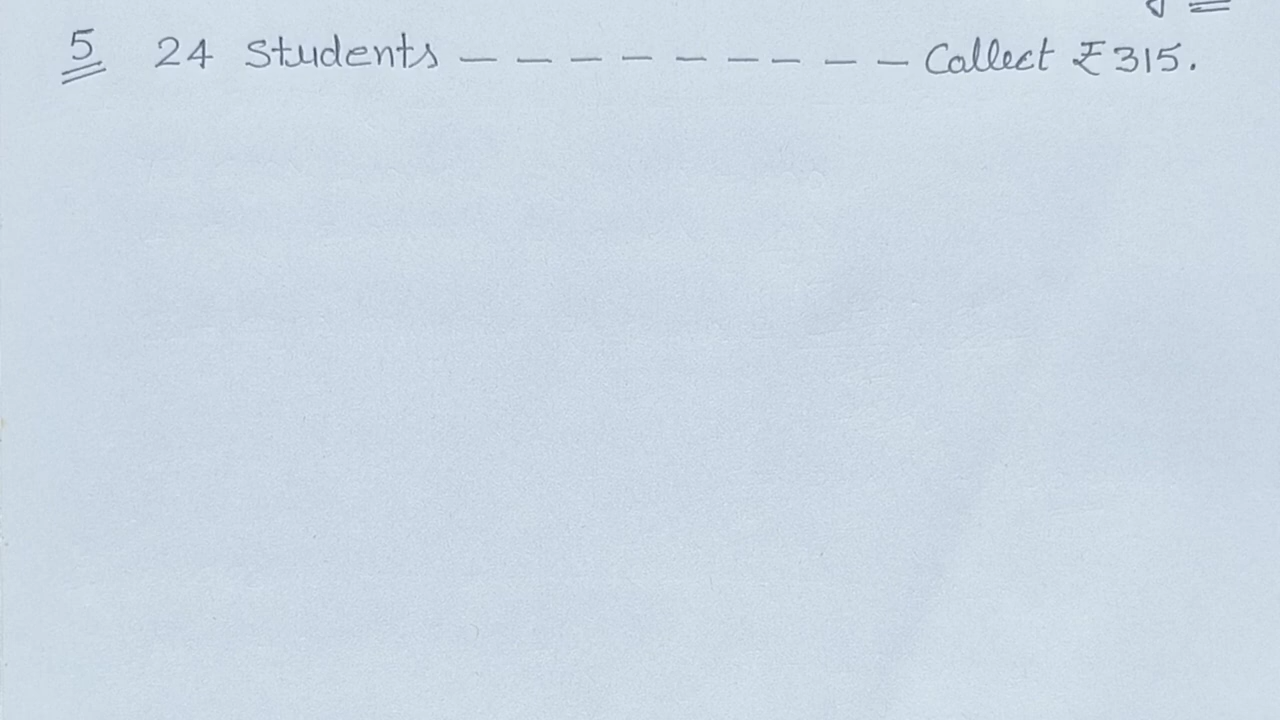 5 24 Students — — — — — — — — — Collect ₹315.